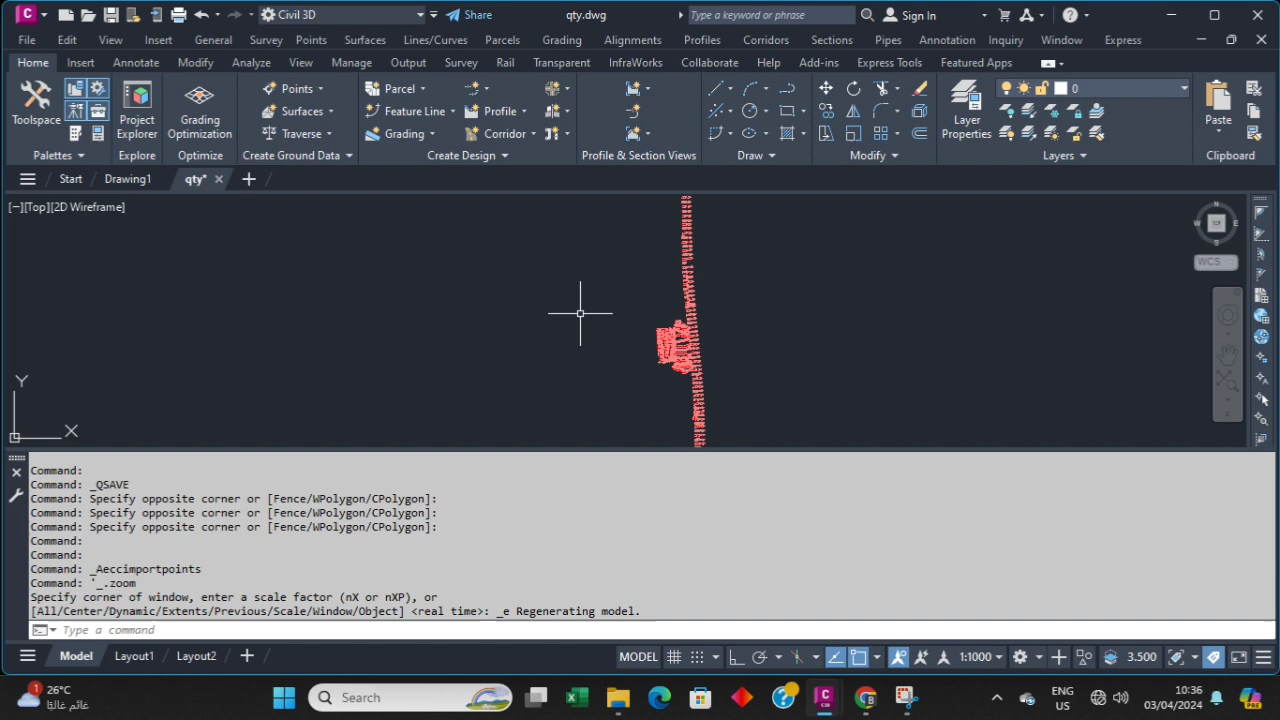 Civil 3D
Share
qty.dwg
Type a keyword or phrase
Sign In
File Edit View Insert General Survey Points Surfaces Lines/Curves Parcels Grading Alignments Profiles Corridors Sections Pipes Annotation Inquiry Window Express
Home Insert Annotate Modify Analyze View Manage Output Survey Rail Transparent InfraWorks Collaborate Help Add-ins Express Tools Featured Apps
Toolspace
Project Explorer
Grading Optimization
Points
Surfaces
Traverse
Parcel
Feature Line
Grading
Profile
Corridor
Layer Properties
0
Paste
Palettes Explore Optimize Create Ground Data Create Design Profile & Section Views Draw Modify Layers Clipboard
Start Drawing1 qty*
[−][Top][2D Wireframe]
N
W E
S
WCS
Y
X
Command:
Command: _QSAVE
Command: Specify opposite corner or [Fence/WPolygon/CPolygon]:
Command: Specify opposite corner or [Fence/WPolygon/CPolygon]:
Command: Specify opposite corner or [Fence/WPolygon/CPolygon]:
Command:
Command:
Command: _Aeccimportpoints
Command: '_.zoom
Specify corner of window, enter a scale factor (nX or nXP), or
[All/Center/Dynamic/Extents/Previous/Scale/Window/Object] <real time>: _e Regenerating model.
Type a command
Model Layout1 Layout2
MODEL 1:1000 3.500
1
26°C
غائم غالبًا
Search
ENG
US
10:36
03/04/2024